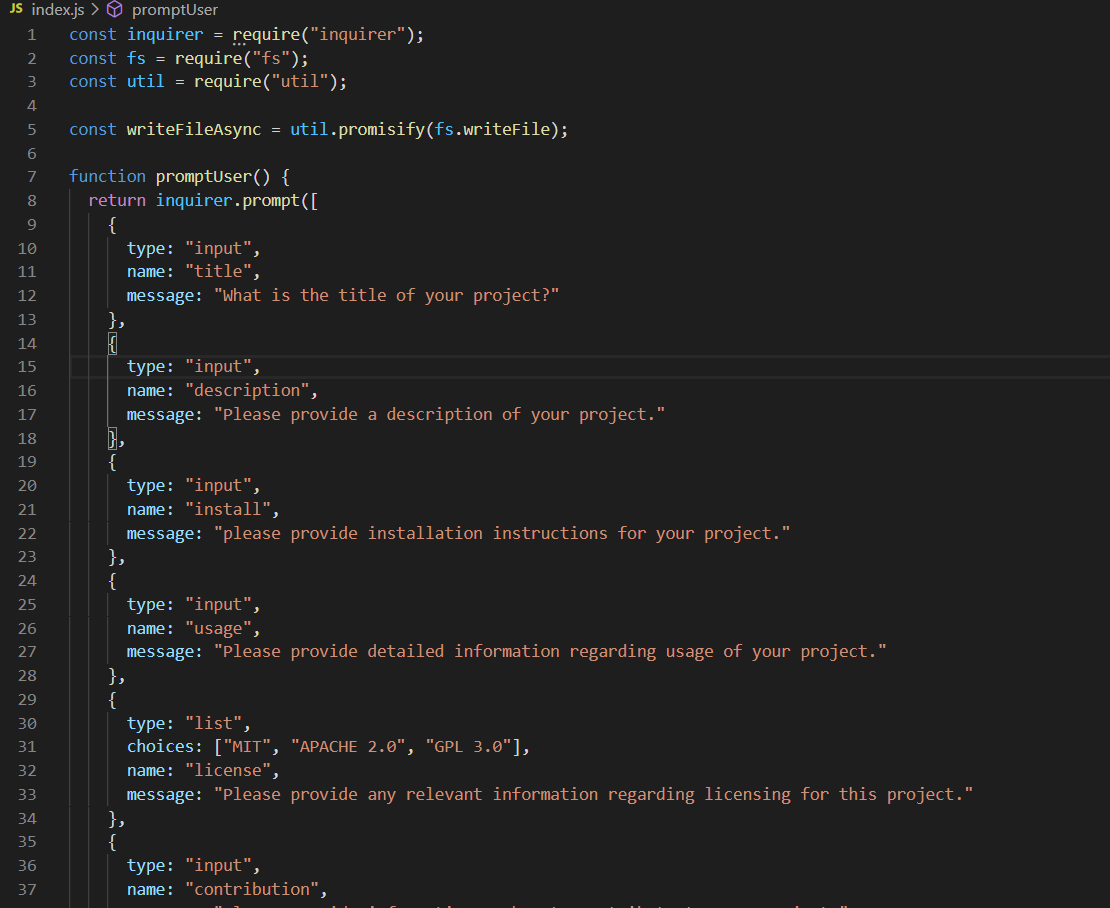 JS index.js > promptUser
1 const inquirer = require("inquirer");
2 const fs = require("fs");
3 const util = require("util");
4
5 const writeFileAsync = util.promisify(fs.writeFile);
6
7 function promptUser() {
8   return inquirer.prompt([
9     {
10       type: "input",
11       name: "title",
12       message: "What is the title of your project?"
13     },
14     {
15       type: "input",
16       name: "description",
17       message: "Please provide a description of your project."
18     },
19     {
20       type: "input",
21       name: "install",
22       message: "please provide installation instructions for your project."
23     },
24     {
25       type: "input",
26       name: "usage",
27       message: "Please provide detailed information regarding usage of your project."
28     },
29     {
30       type: "list",
31       choices: ["MIT", "APACHE 2.0", "GPL 3.0"],
32       name: "license",
33       message: "Please provide any relevant information regarding licensing for this project."
34     },
35     {
36       type: "input",
37       name: "contribution",